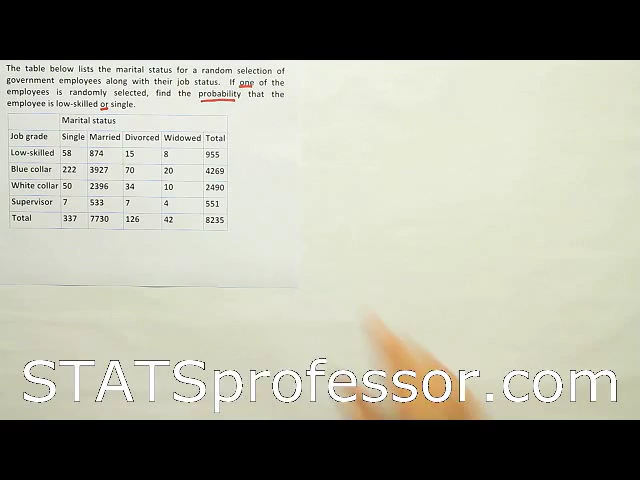 The table below lists the marital status for a random selection of
government employees along with their job status. If one of the
employees is randomly selected, find the probability that the
employee is low-skilled or single.
Marital status
Job grade Single Married Divorced Widowed Total
Low-skilled 58 874 15 8 955
Blue collar 222 3927 70 20 4269
White collar 50 2396 34 10 2490
Supervisor 7 533 7 4 551
Total 337 7730 126 42 8235
STATSprofessor.com